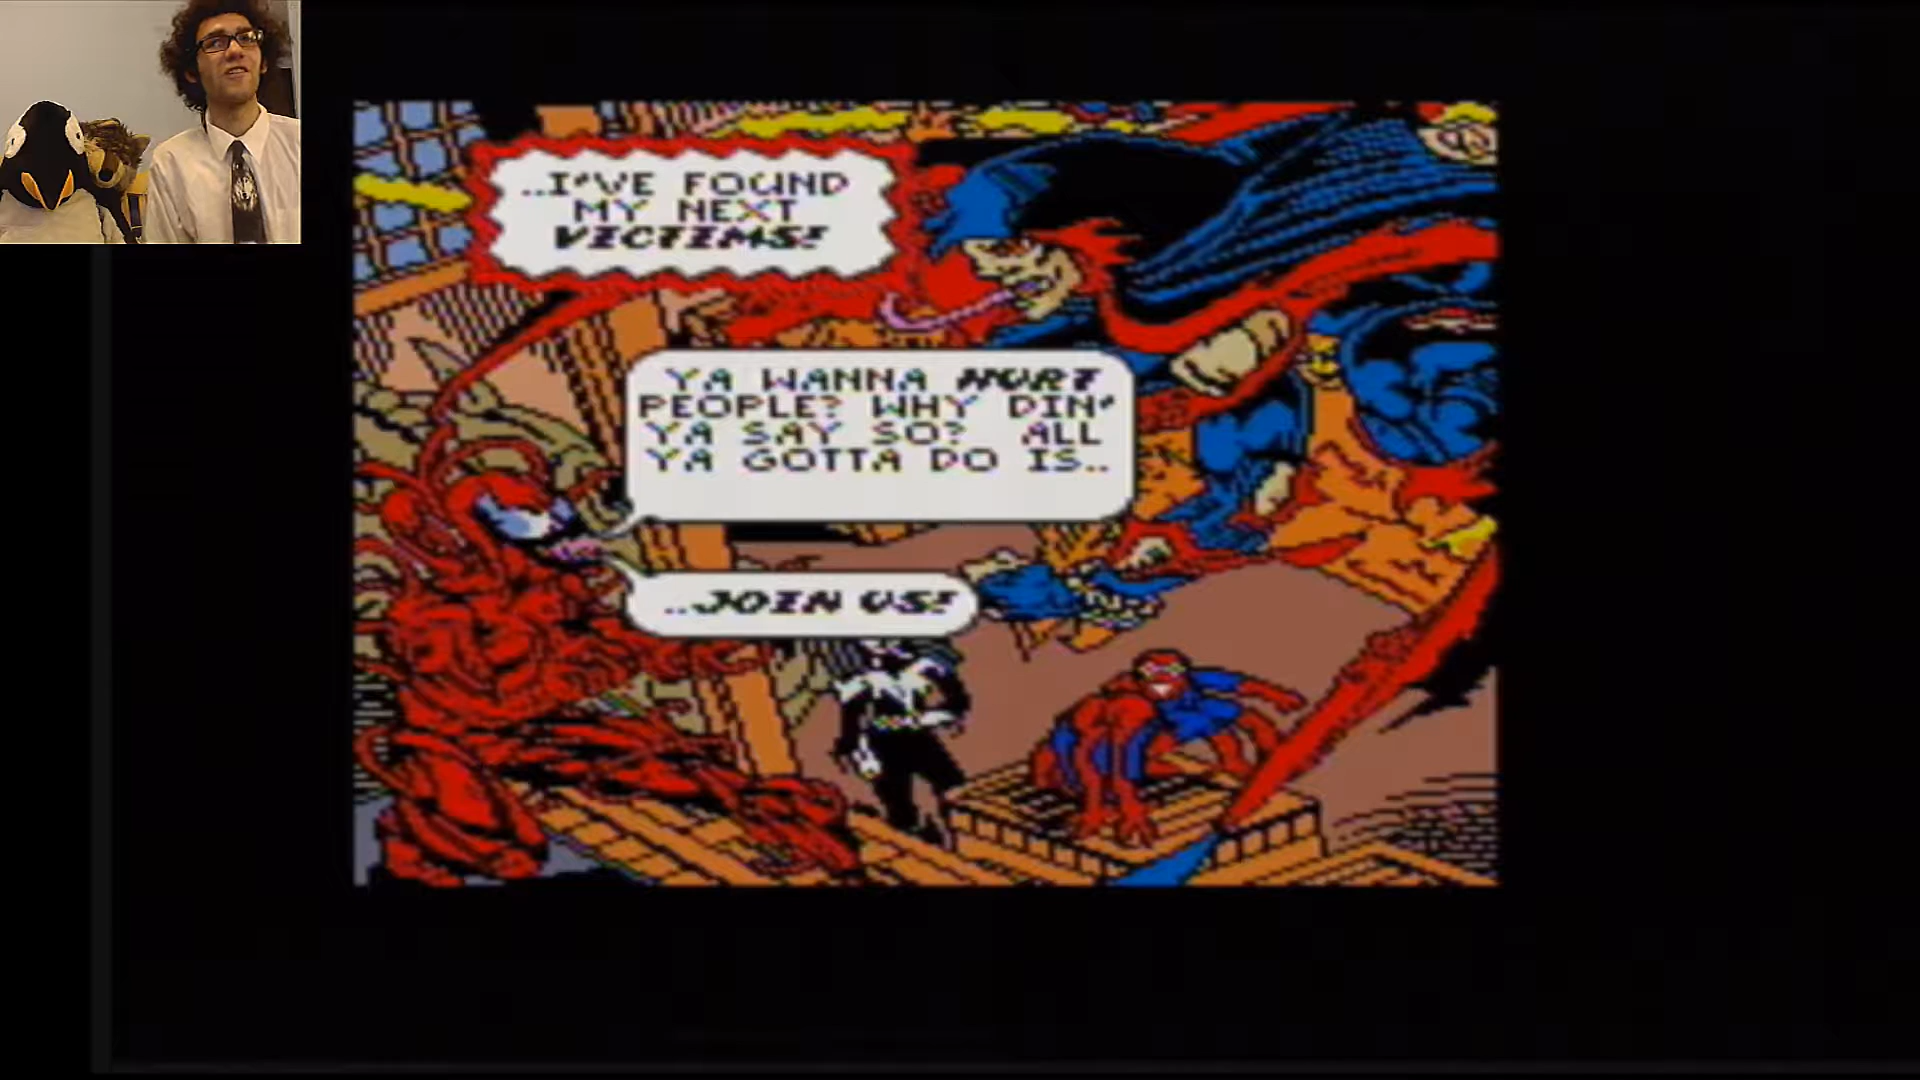 ..I'VE FOUND
MY NEXT
VICTIMS!
YA WANNA HURT
PEOPLE? WHY DIN'
YA SAY SO? ALL
YA GOTTA DO IS..
..JOIN US!